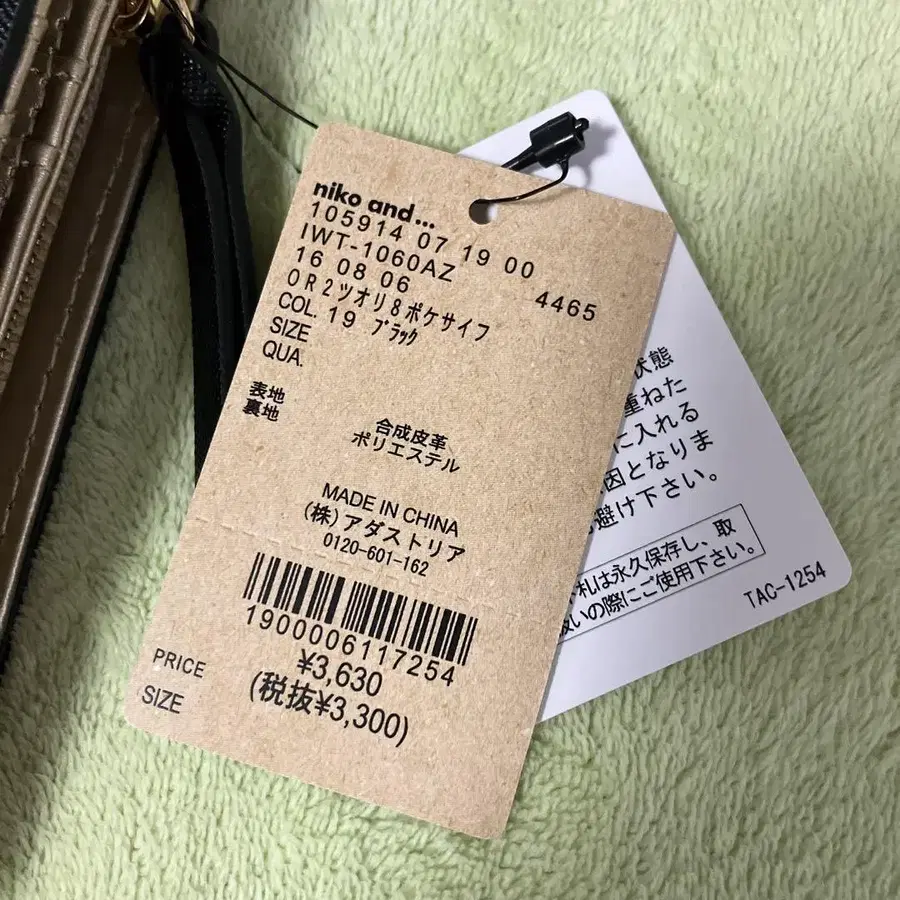 niko and...
105914 07 19 00
IWT-1060AZ
16 08 06 4465
OR2ツオリ8ポケサイフ
COL. 19 ブラック
SIZE
QUA.
表地 合成皮革
裏地 ポリエステル
MADE IN CHINA
(株)アダストリア
0120-601-162
1900006117254
PRICE ¥3,630
SIZE (税抜¥3,300)
状態
重ねた
に入れる
因となりま
避け下さい。
札は永久保存し、取
扱いの際にご使用下さい。
TAC-1254